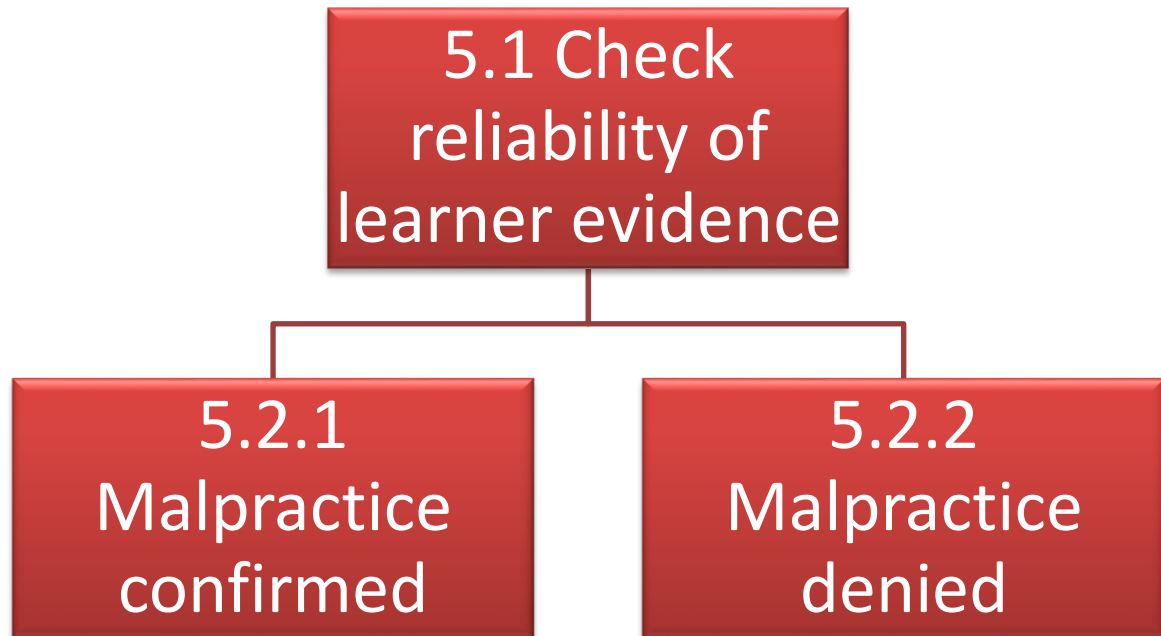 5.1 Check
reliability of
learner evidence
5.2.1
Malpractice
confirmed
5.2.2
Malpractice
denied